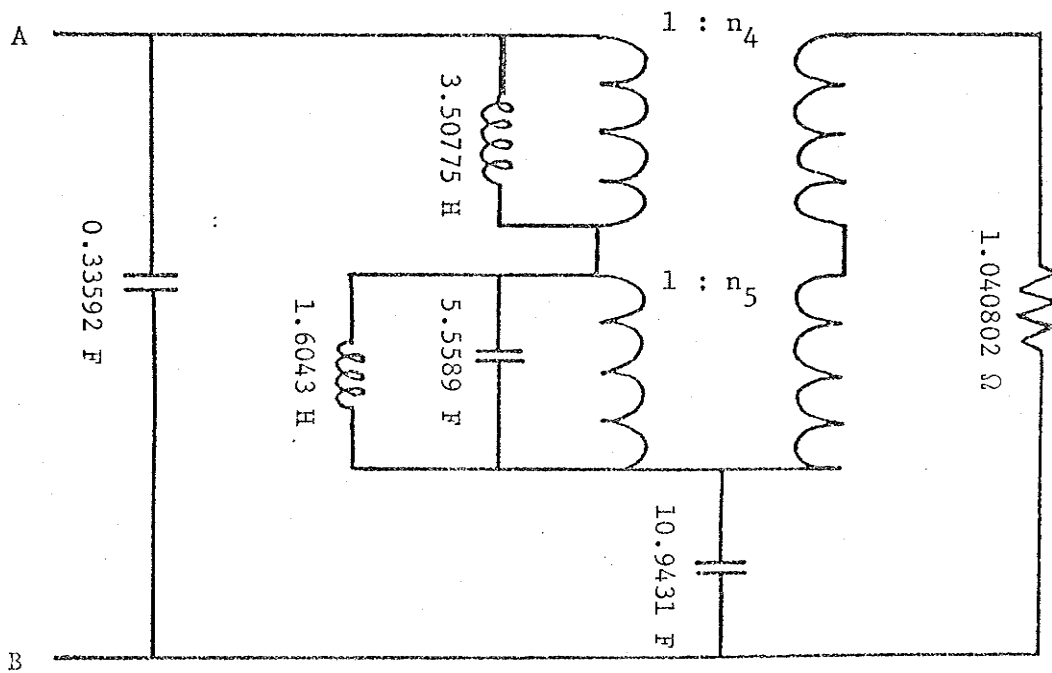 A
1 : n₄
3.50775 H
0.33592 F
1 : n₅
1.6043 H
5.5589 F
1.040802 Ω
10.9431 F
B